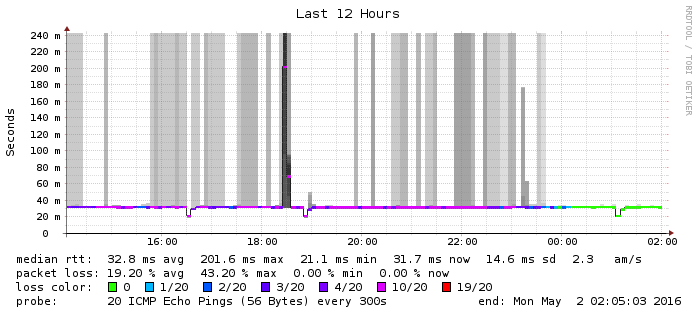 Last 12 Hours
RRDTOOL / TOBI OETIKER
Seconds
240 m
220 m
200 m
180 m
160 m
140 m
120 m
100 m
80 m
60 m
40 m
20 m
0
16:00 18:00 20:00 22:00 00:00 02:00
median rtt: 32.8 ms avg 201.6 ms max 21.1 ms min 31.7 ms now 14.6 ms sd 2.3 am/s
packet loss: 19.20 % avg 43.20 % max 0.00 % min 0.00 % now
loss color: 0 1/20 2/20 3/20 4/20 10/20 19/20
probe: 20 ICMP Echo Pings (56 Bytes) every 300s end: Mon May 2 02:05:03 2016